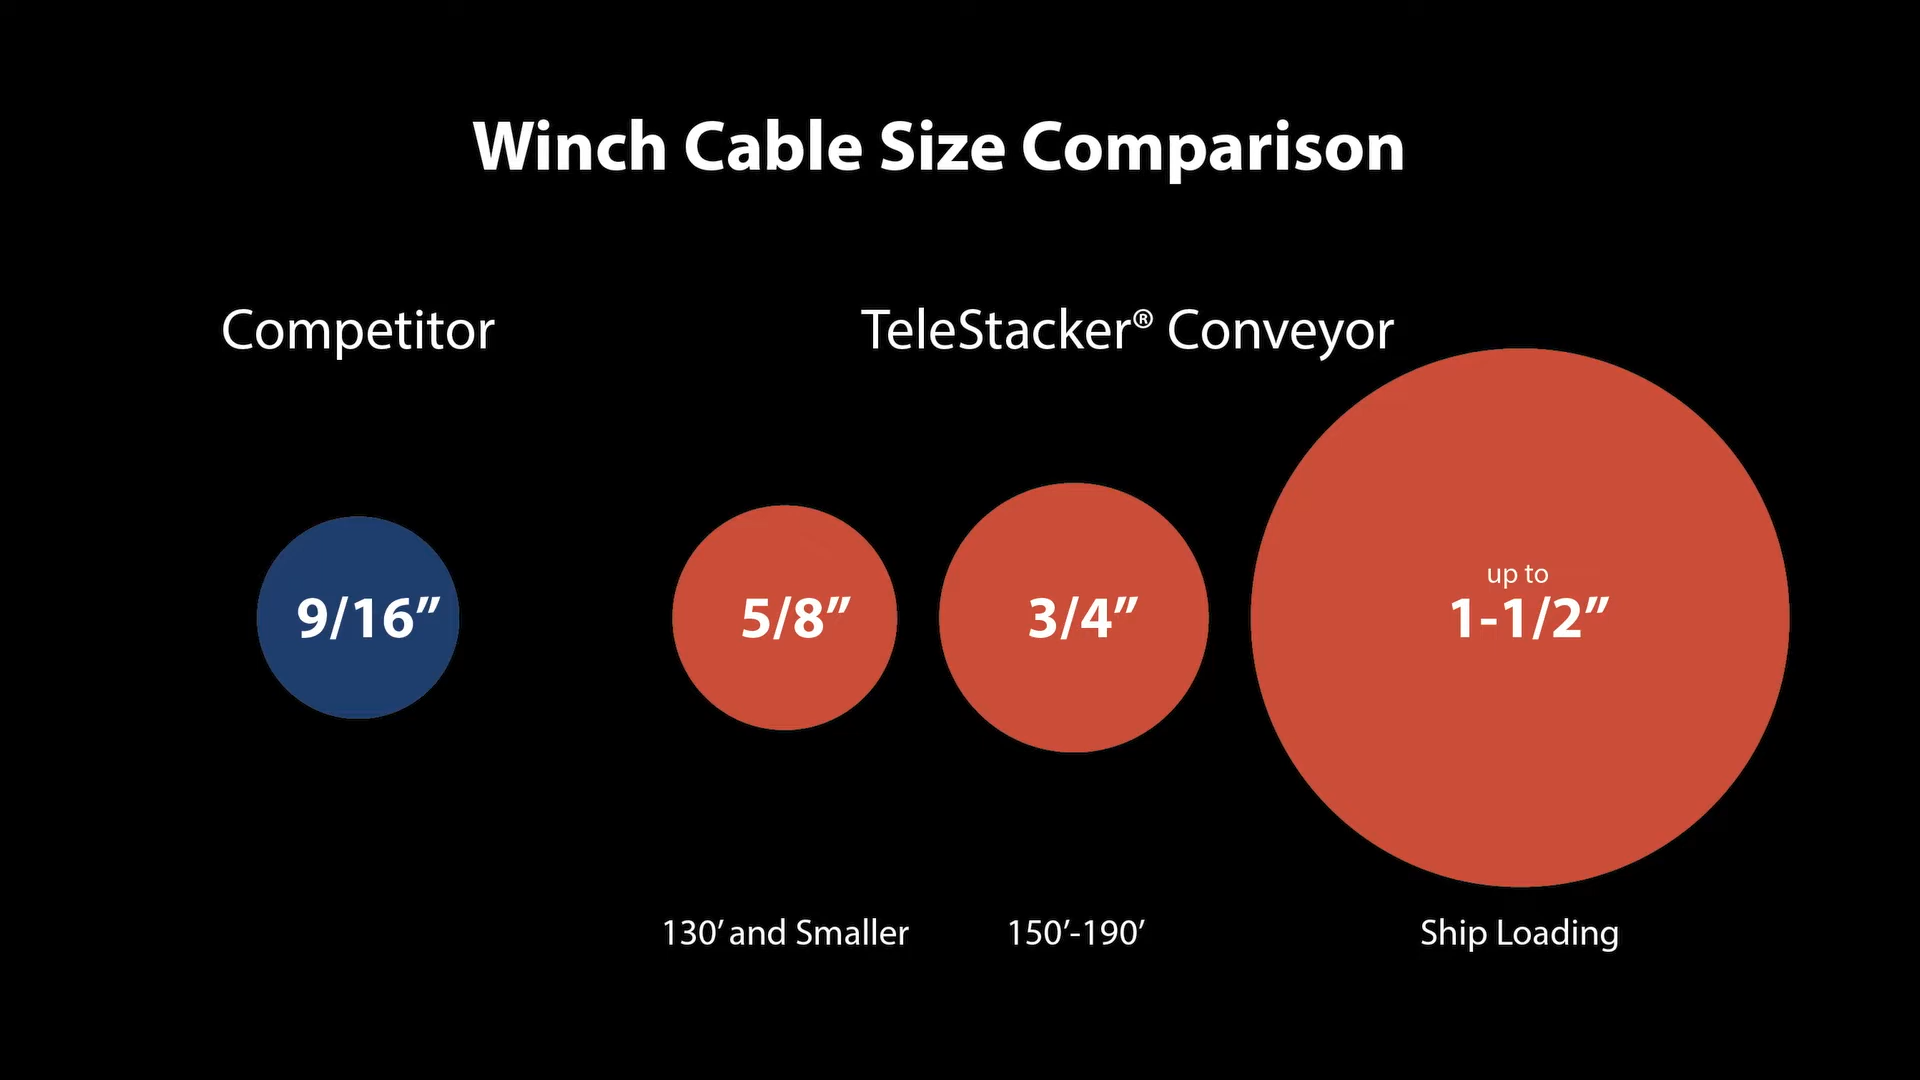 Winch Cable Size Comparison
Competitor
TeleStacker® Conveyor
9/16”
5/8”
3/4”
up to
1-1/2”
130’ and Smaller
150’-190’
Ship Loading